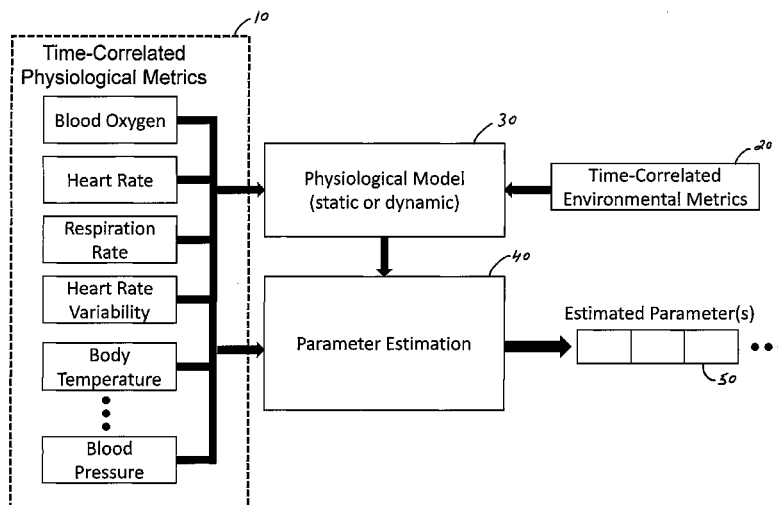 10
Time-Correlated
Physiological Metrics
Blood Oxygen
Heart Rate
Respiration
Rate
Heart Rate
Variability
Body
Temperature
Blood
Pressure
30
Physiological Model
(static or dynamic)
20
Time-Correlated
Environmental Metrics
40
Parameter Estimation
Estimated Parameter(s)
50